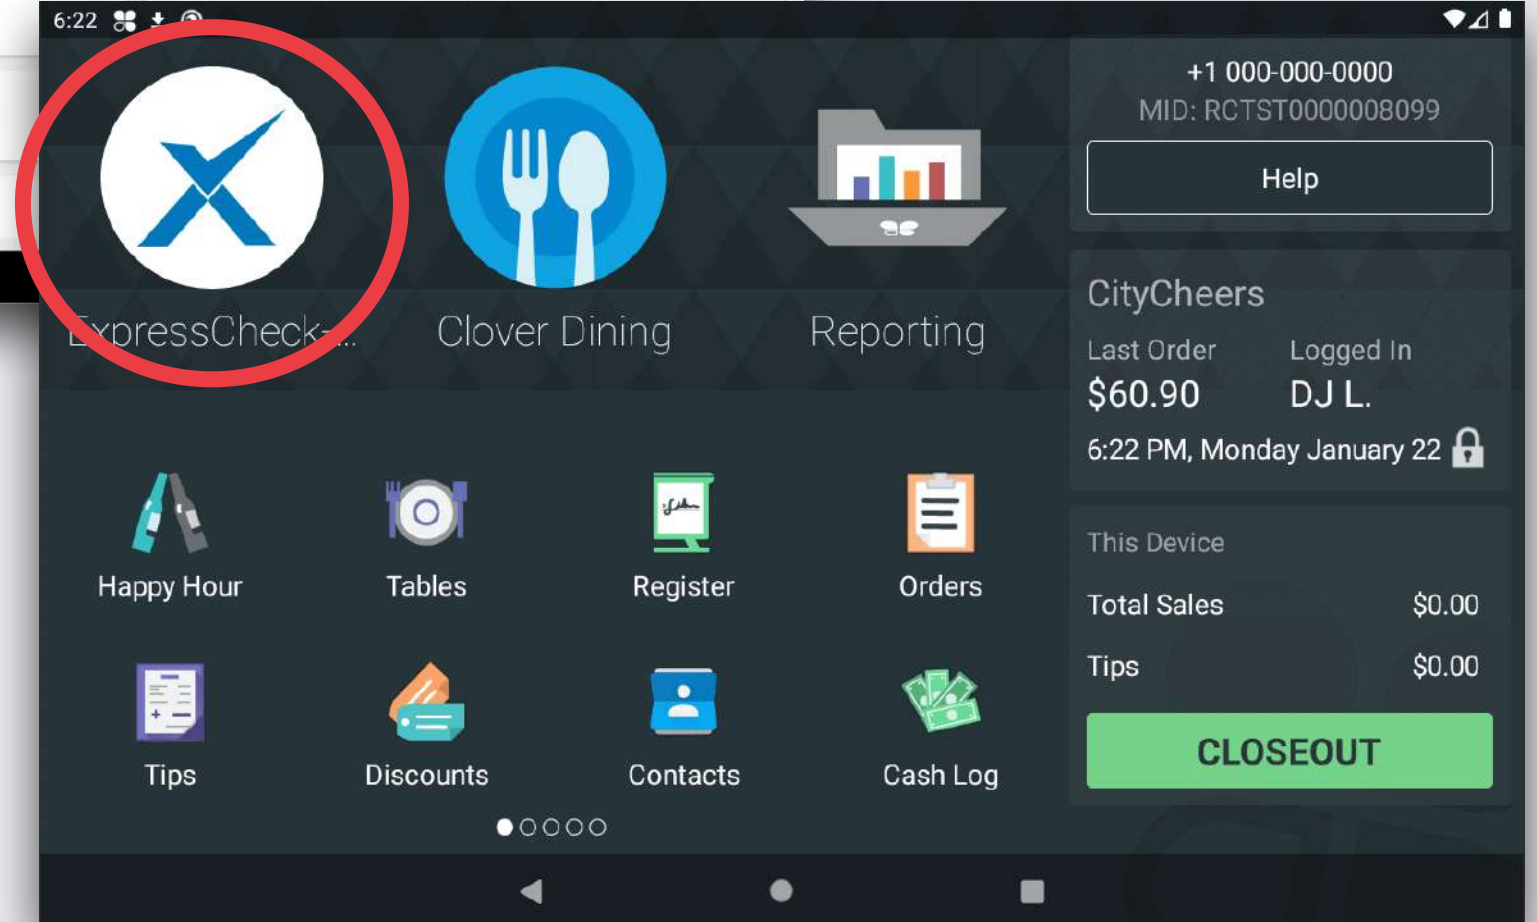 6:22
ExpressCheck-...
Clover Dining
Reporting
Happy Hour
Tables
Register
Orders
Tips
Discounts
Contacts
Cash Log
+1 000-000-0000
MID: RCTST0000008099
Help
CityCheers
Last Order
Logged In
$60.90
DJ L.
6:22 PM, Monday January 22
This Device
Total Sales
$0.00
Tips
$0.00
CLOSEOUT